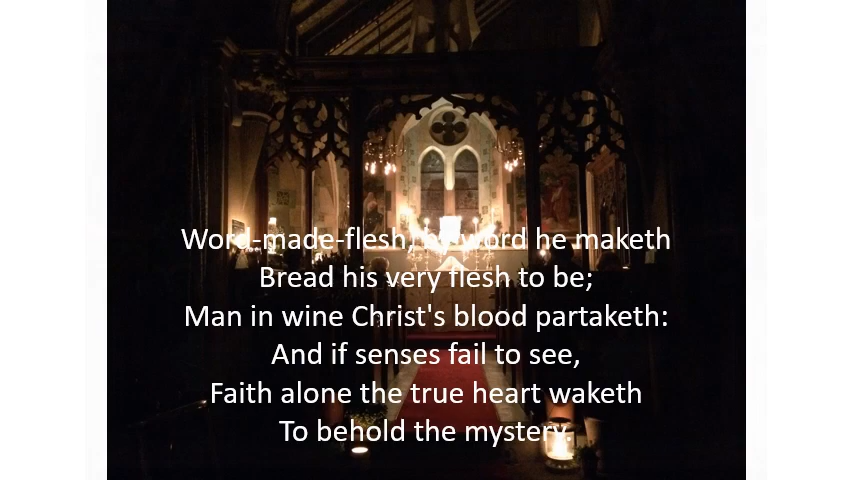 Word-made-flesh, by word he maketh
Bread his very flesh to be;
Man in wine Christ's blood partaketh:
And if senses fail to see,
Faith alone the true heart waketh
To behold the mystery.